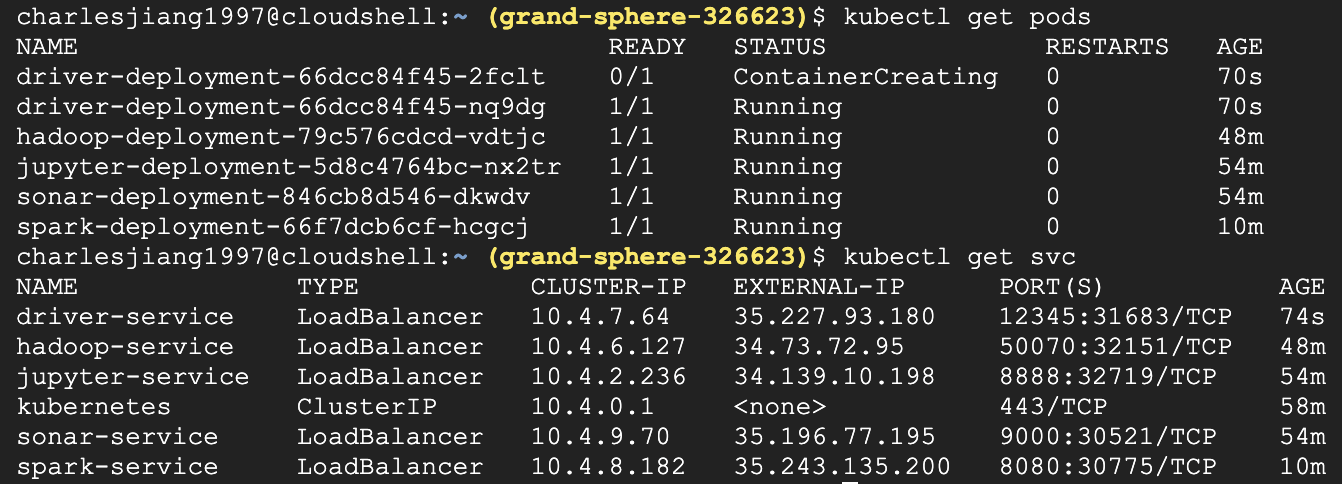 charlesjiang1997@cloudshell:~ (grand-sphere-326623)$ kubectl get pods
NAME READY STATUS RESTARTS AGE
driver-deployment-66dcc84f45-2fclt 0/1 ContainerCreating 0 70s
driver-deployment-66dcc84f45-nq9dg 1/1 Running 0 70s
hadoop-deployment-79c576cdcd-vdtjc 1/1 Running 0 48m
jupyter-deployment-5d8c4764bc-nx2tr 1/1 Running 0 54m
sonar-deployment-846cb8d546-dkwdv 1/1 Running 0 54m
spark-deployment-66f7dcb6cf-hcgcj 1/1 Running 0 10m
charlesjiang1997@cloudshell:~ (grand-sphere-326623)$ kubectl get svc
NAME TYPE CLUSTER-IP EXTERNAL-IP PORT(S) AGE
driver-service LoadBalancer 10.4.7.64 35.227.93.180 12345:31683/TCP 74s
hadoop-service LoadBalancer 10.4.6.127 34.73.72.95 50070:32151/TCP 48m
jupyter-service LoadBalancer 10.4.2.236 34.139.10.198 8888:32719/TCP 54m
kubernetes ClusterIP 10.4.0.1 <none> 443/TCP 58m
sonar-service LoadBalancer 10.4.9.70 35.196.77.195 9000:30521/TCP 54m
spark-service LoadBalancer 10.4.8.182 35.243.135.200 8080:30775/TCP 10m